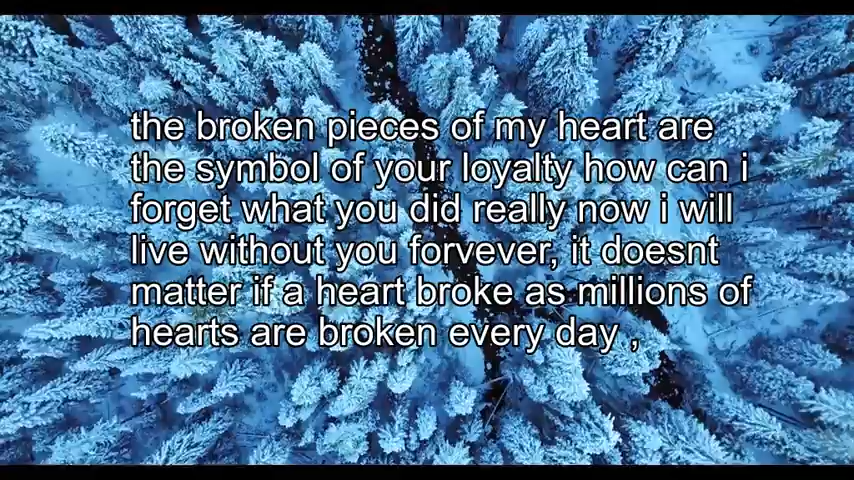 the broken pieces of my heart are
the symbol of your loyalty how can i
forget what you did really now i will
live without you forvever, it doesnt
matter if a heart broke as millions of
hearts are broken every day ,